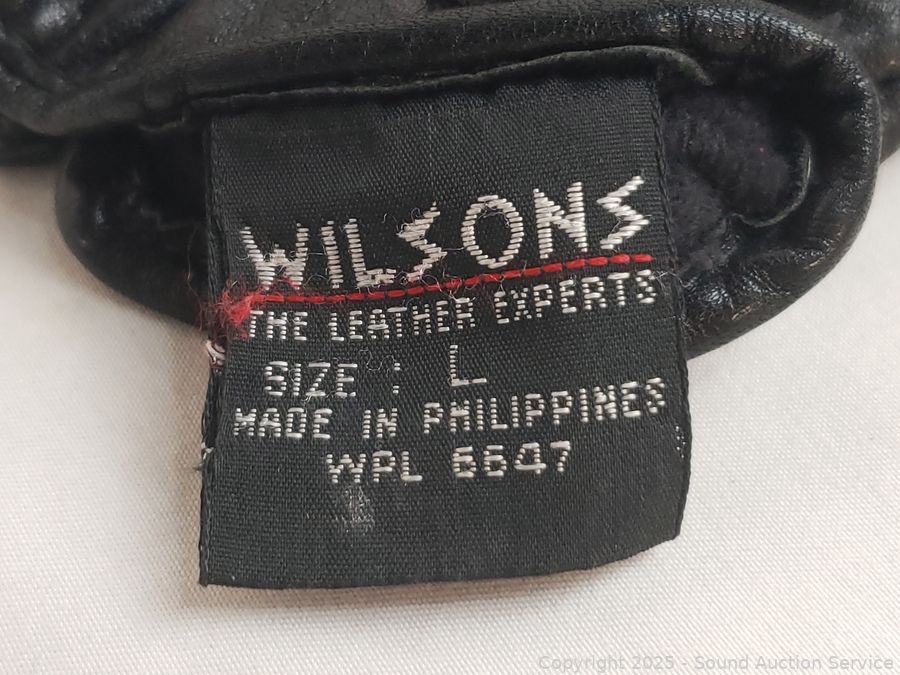 WILSONS
THE LEATHER EXPERTS
SIZE : L
MADE IN PHILIPPINES
WPL 6647
Copyright 2025 - Sound Auction Service